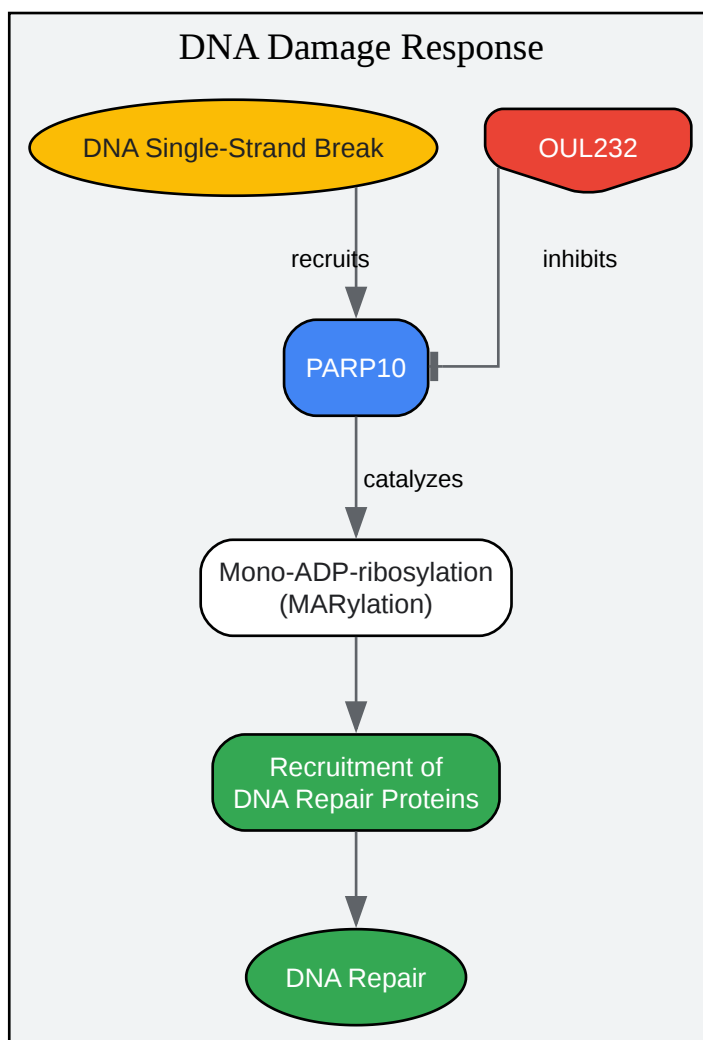 DNA Damage Response
DNA Single-Strand Break
OUL232
recruits
inhibits
PARP10
catalyzes
Mono-ADP-ribosylation
(MARylation)
Recruitment of
DNA Repair Proteins
DNA Repair